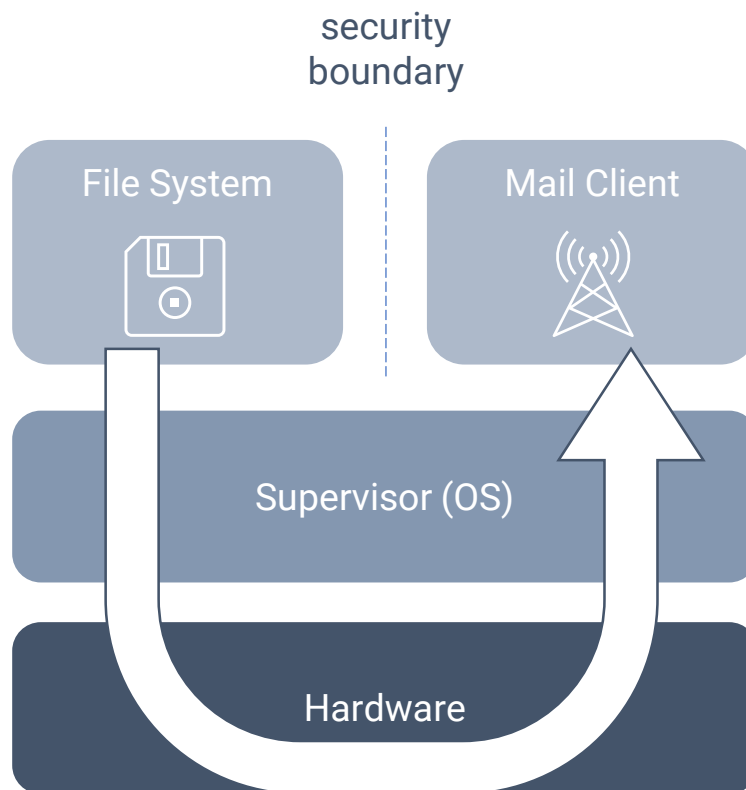 security
boundary
File System
Mail Client
Supervisor (OS)
Hardware